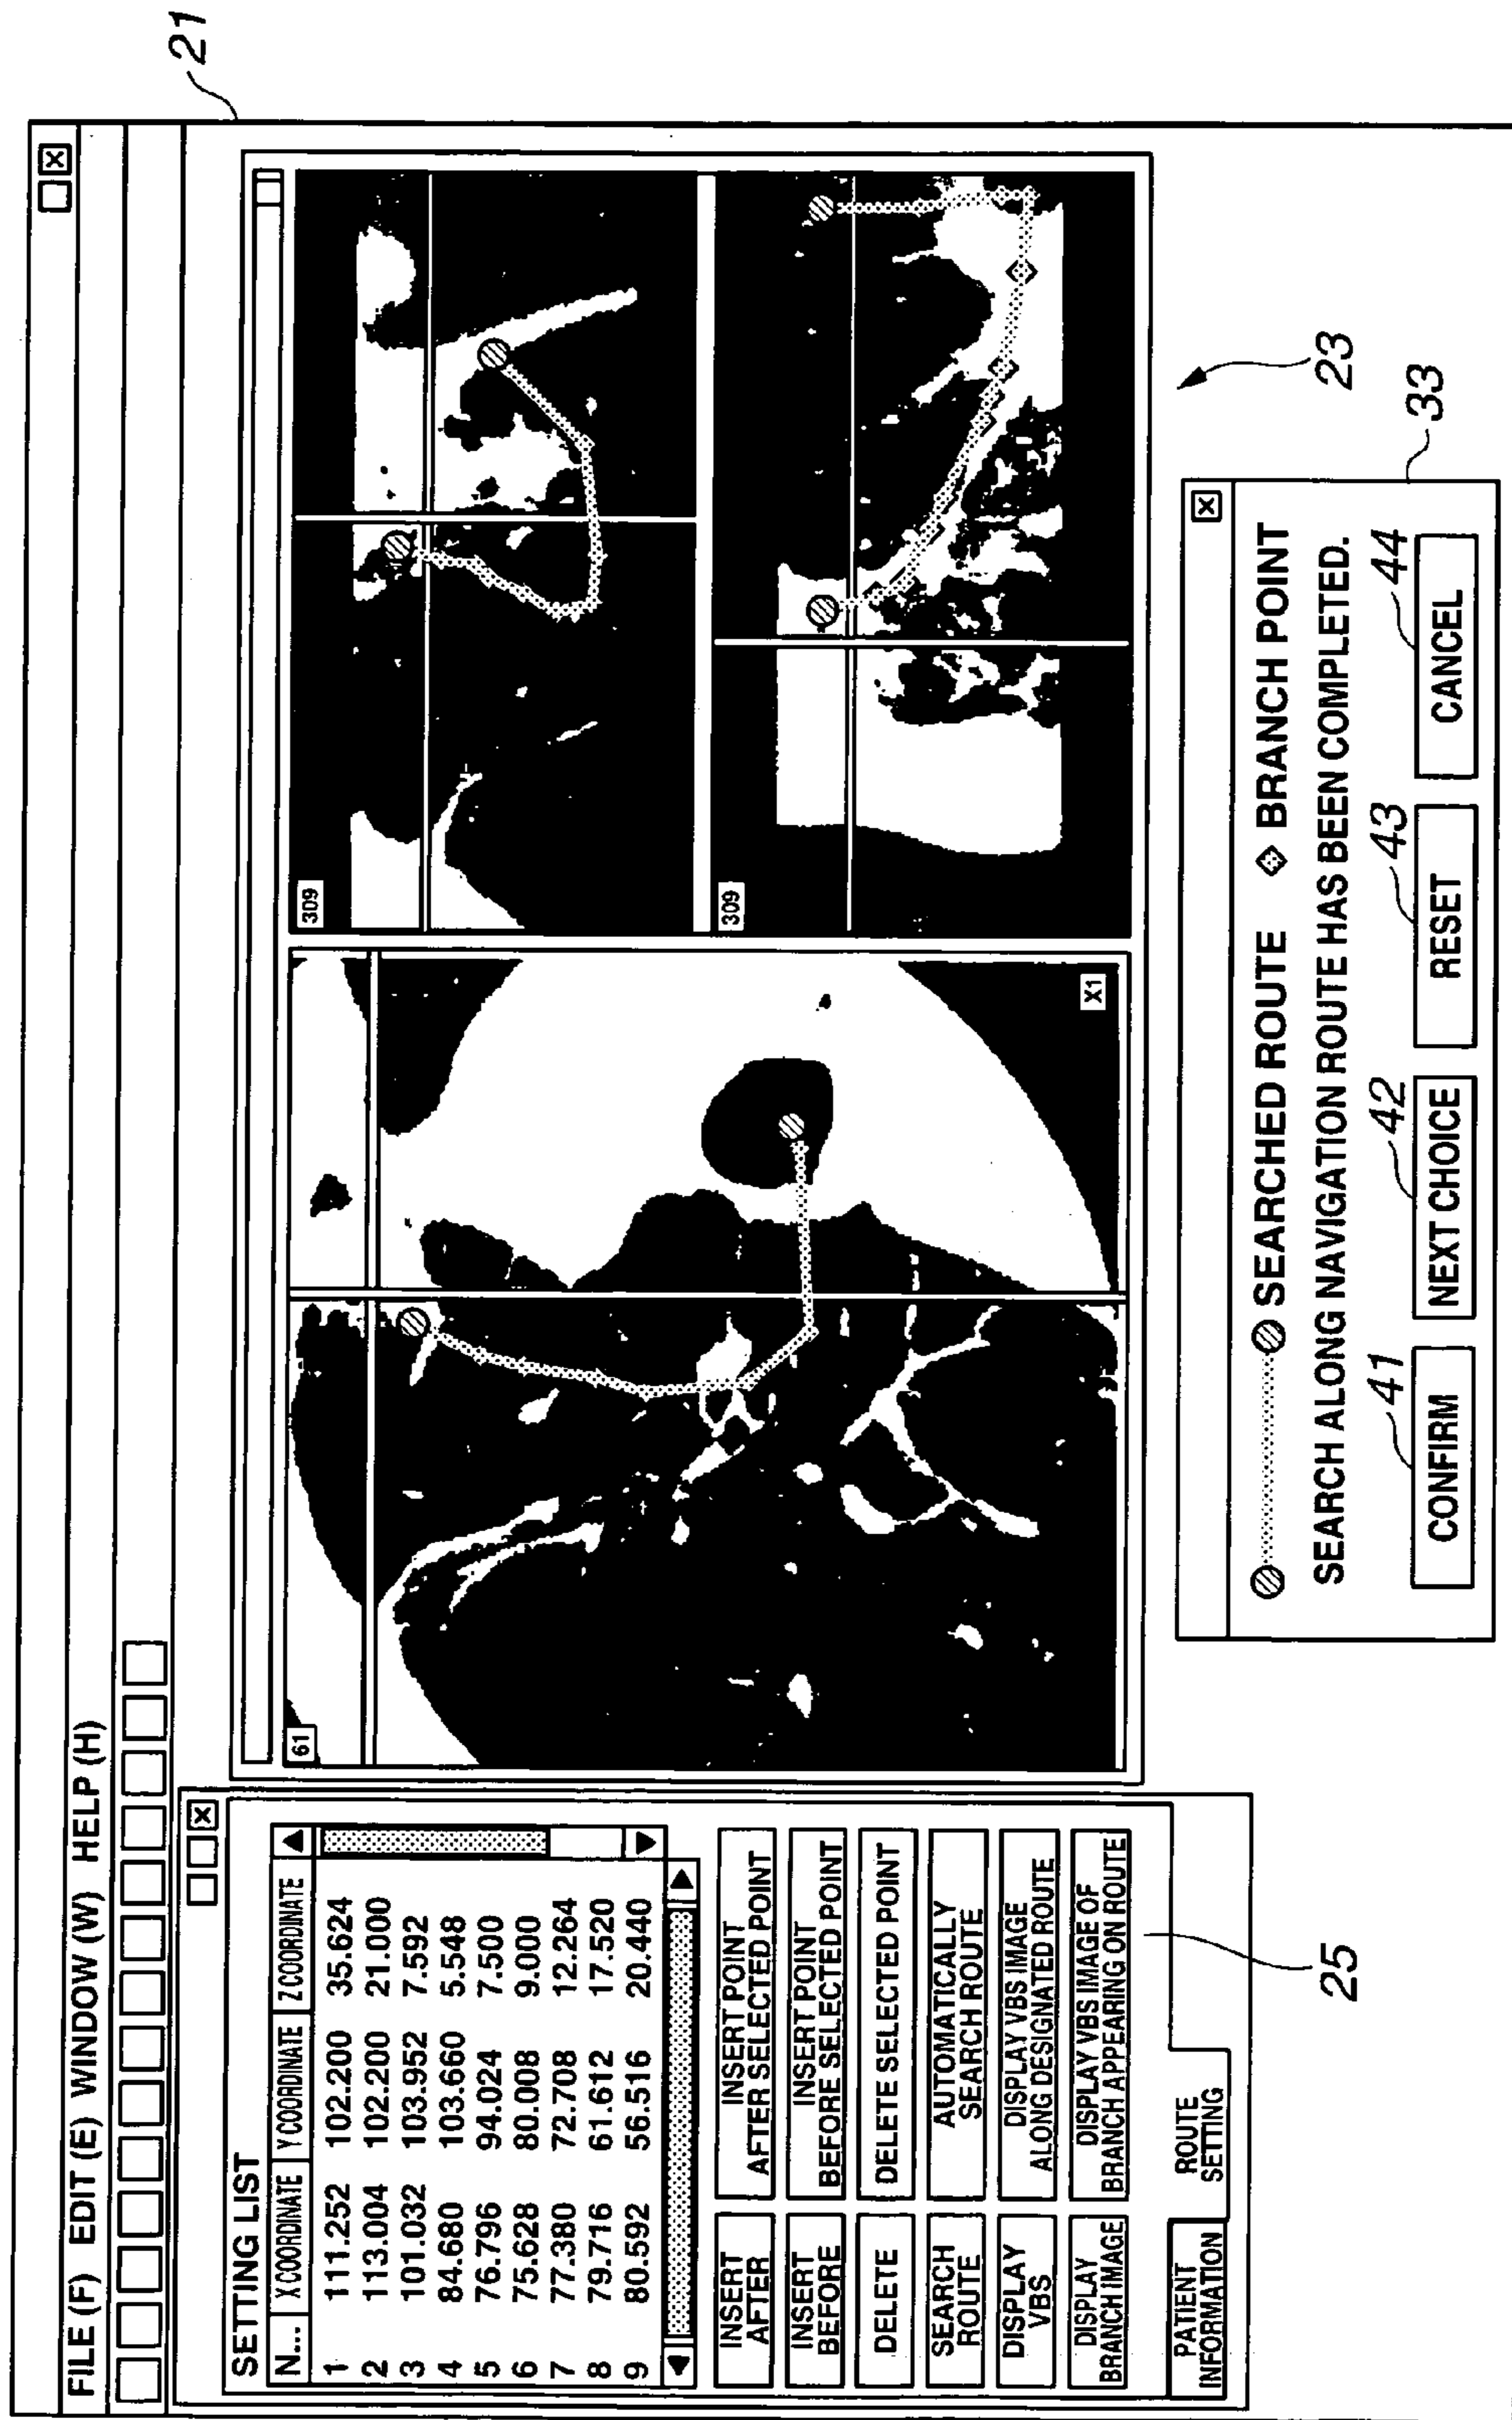 21
FILE (F) EDIT (E) WINDOW (W) HELP (H)
SETTING LIST
N... X COORDINATE Y COORDINATE Z COORDINATE
1 111.252 102.200 35.624
2 113.004 102.200 21.000
3 101.032 103.952 7.592
4 84.680 103.660 5.548
5 76.796 94.024 7.500
6 75.628 80.008 9.000
7 77.380 72.708 12.264
8 79.716 61.612 17.520
9 80.592 56.516 20.440
INSERT AFTER
INSERT POINT
AFTER SELECTED POINT
INSERT BEFORE
INSERT POINT
BEFORE SELECTED POINT
DELETE
DELETE SELECTED POINT
SEARCH ROUTE
AUTOMATICALLY
SEARCH ROUTE
DISPLAY VBS
DISPLAY VBS IMAGE
ALONG DESIGNATED ROUTE
DISPLAY BRANCH IMAGE
DISPLAY VBS IMAGE OF
BRANCH APPEARING ON ROUTE
PATIENT INFORMATION
ROUTE SETTING
25
61
X1
309
309
23
33
SEARCHED ROUTE
BRANCH POINT
SEARCH ALONG NAVIGATION ROUTE HAS BEEN COMPLETED.
41
42
43
44
CONFIRM
NEXT CHOICE
RESET
CANCEL